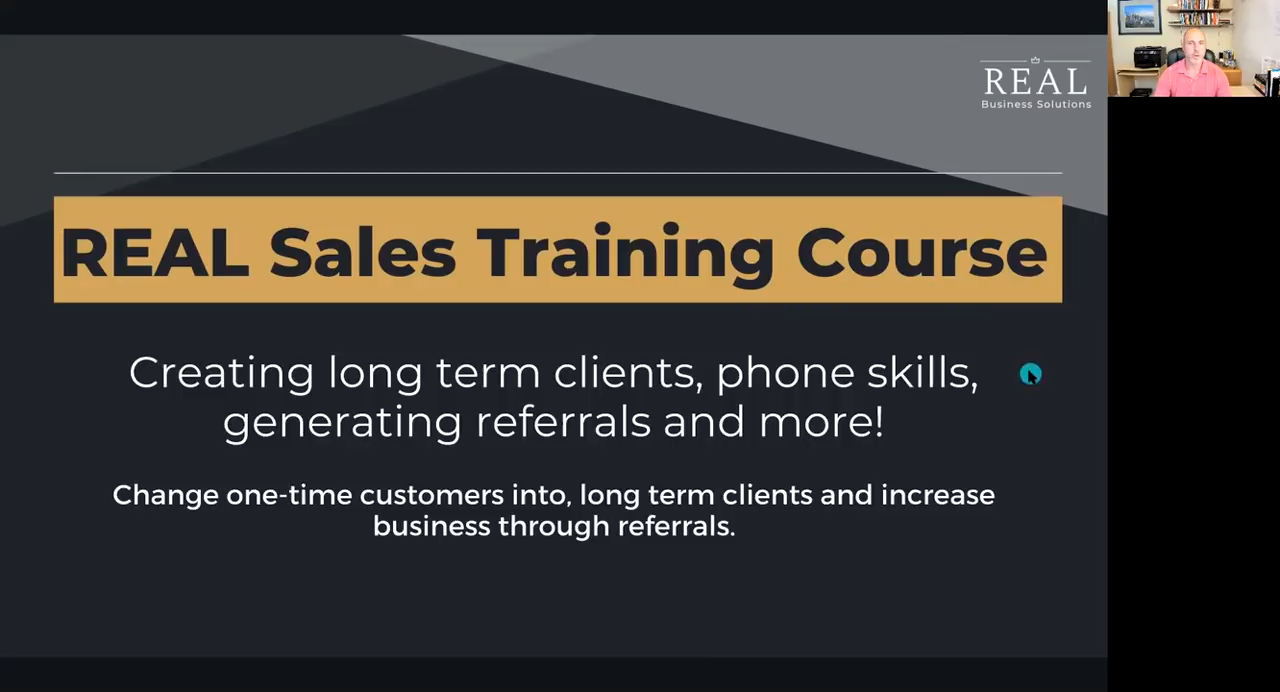 REAL
Business Solutions
REAL Sales Training Course
Creating long term clients, phone skills,
generating referrals and more!
Change one-time customers into, long term clients and increase
business through referrals.